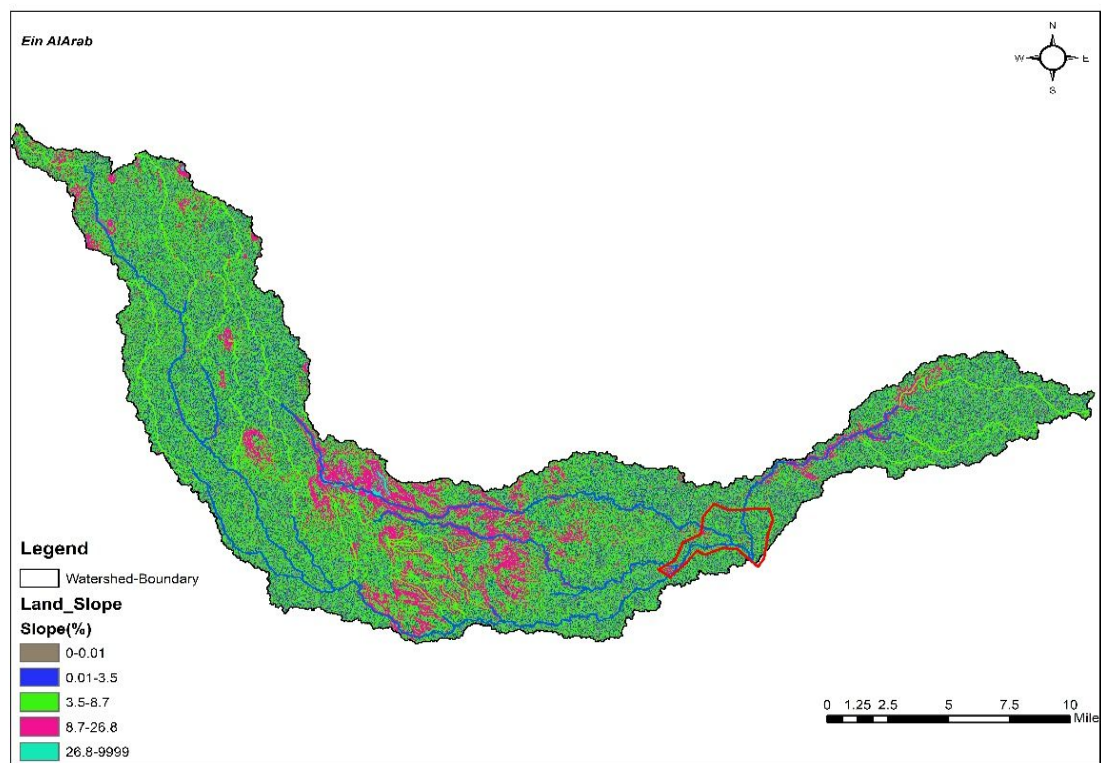 Ein AlArab
N
W E
S
Legend
Watershed-Boundary
Land_Slope
Slope(%)
0-0.01
0.01-3.5
3.5-8.7
8.7-26.8
26.8-9999
0 1.25 2.5 5 7.5 10
Mile